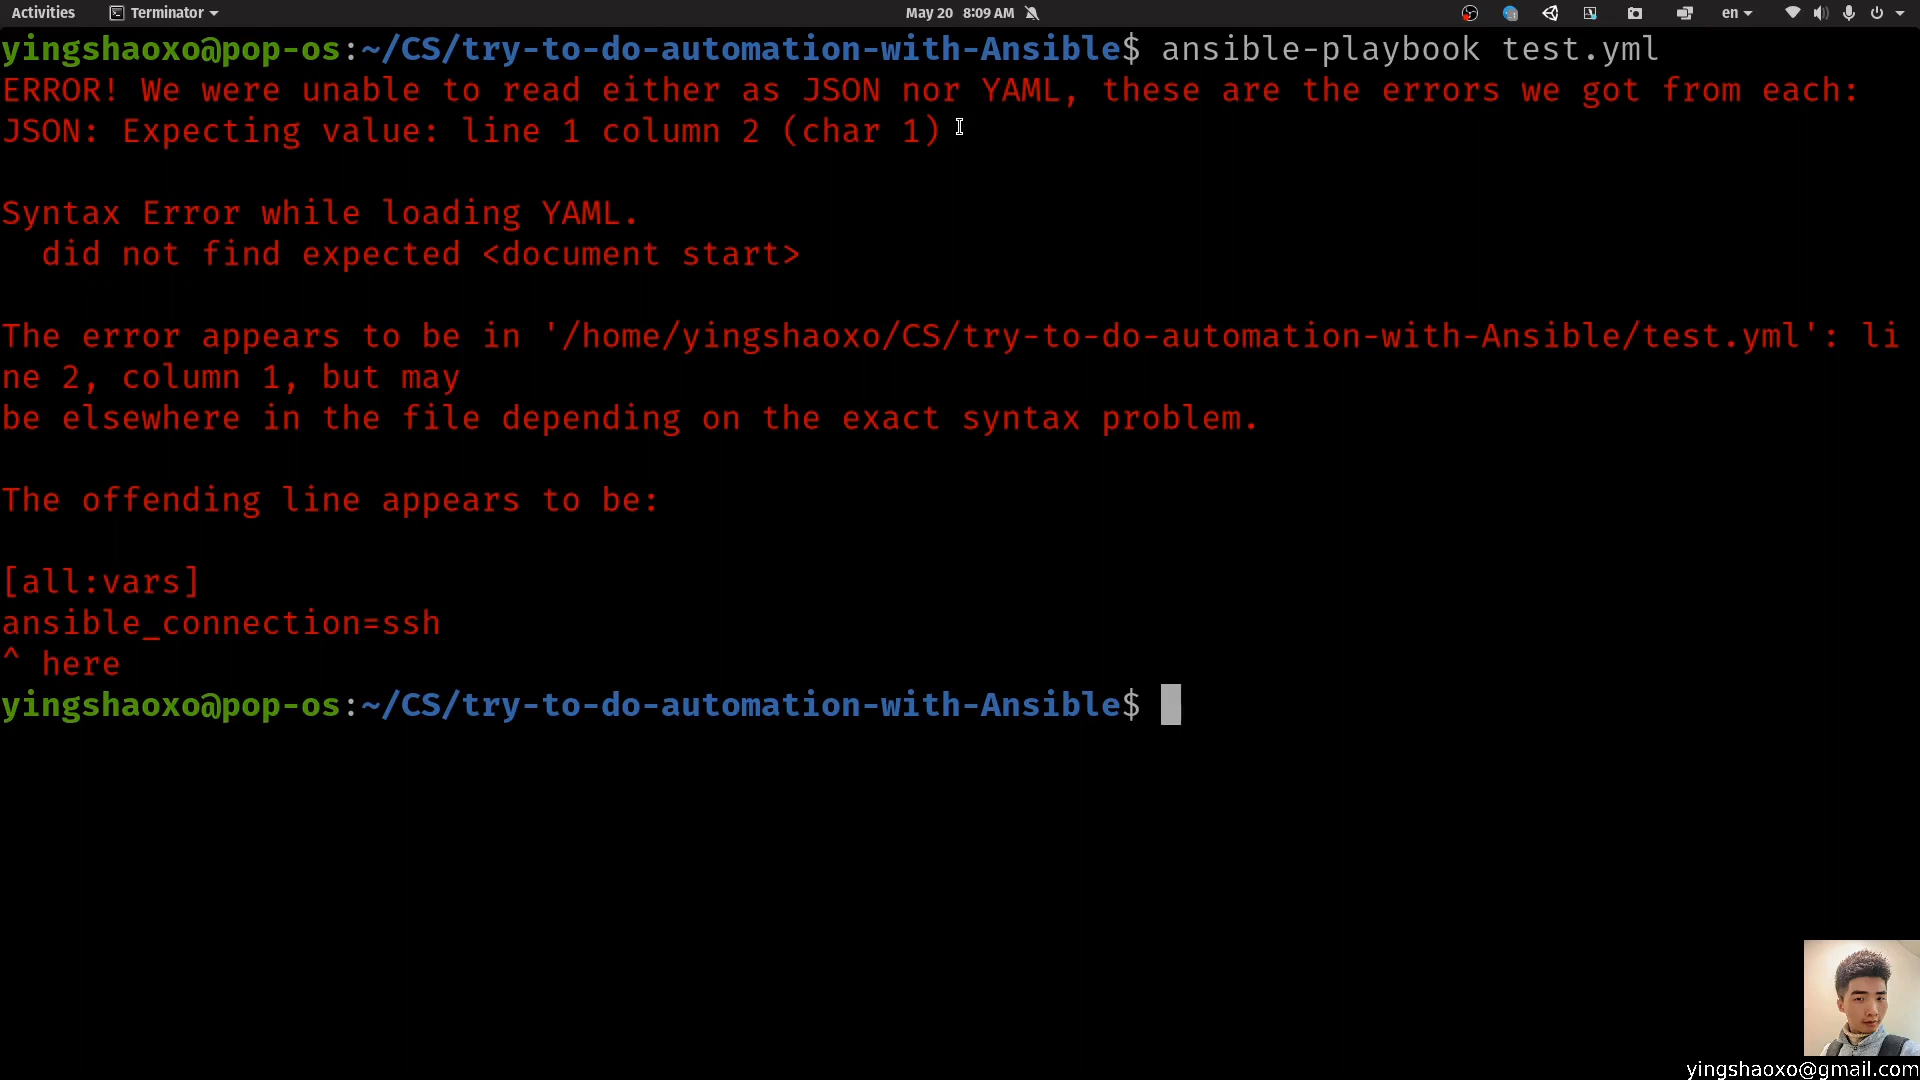 Activities Terminator May 20 8:09 AM en
yingshaoxo@pop-os:~/CS/try-to-do-automation-with-Ansible$ ansible-playbook test.yml
ERROR! We were unable to read either as JSON nor YAML, these are the errors we got from each:
JSON: Expecting value: line 1 column 2 (char 1)
Syntax Error while loading YAML.
did not find expected <document start>
The error appears to be in '/home/yingshaoxo/CS/try-to-do-automation-with-Ansible/test.yml': li
ne 2, column 1, but may
be elsewhere in the file depending on the exact syntax problem.
The offending line appears to be:
[all:vars]
ansible_connection=ssh
^ here
yingshaoxo@pop-os:~/CS/try-to-do-automation-with-Ansible$
yingshaoxo@gmail.com